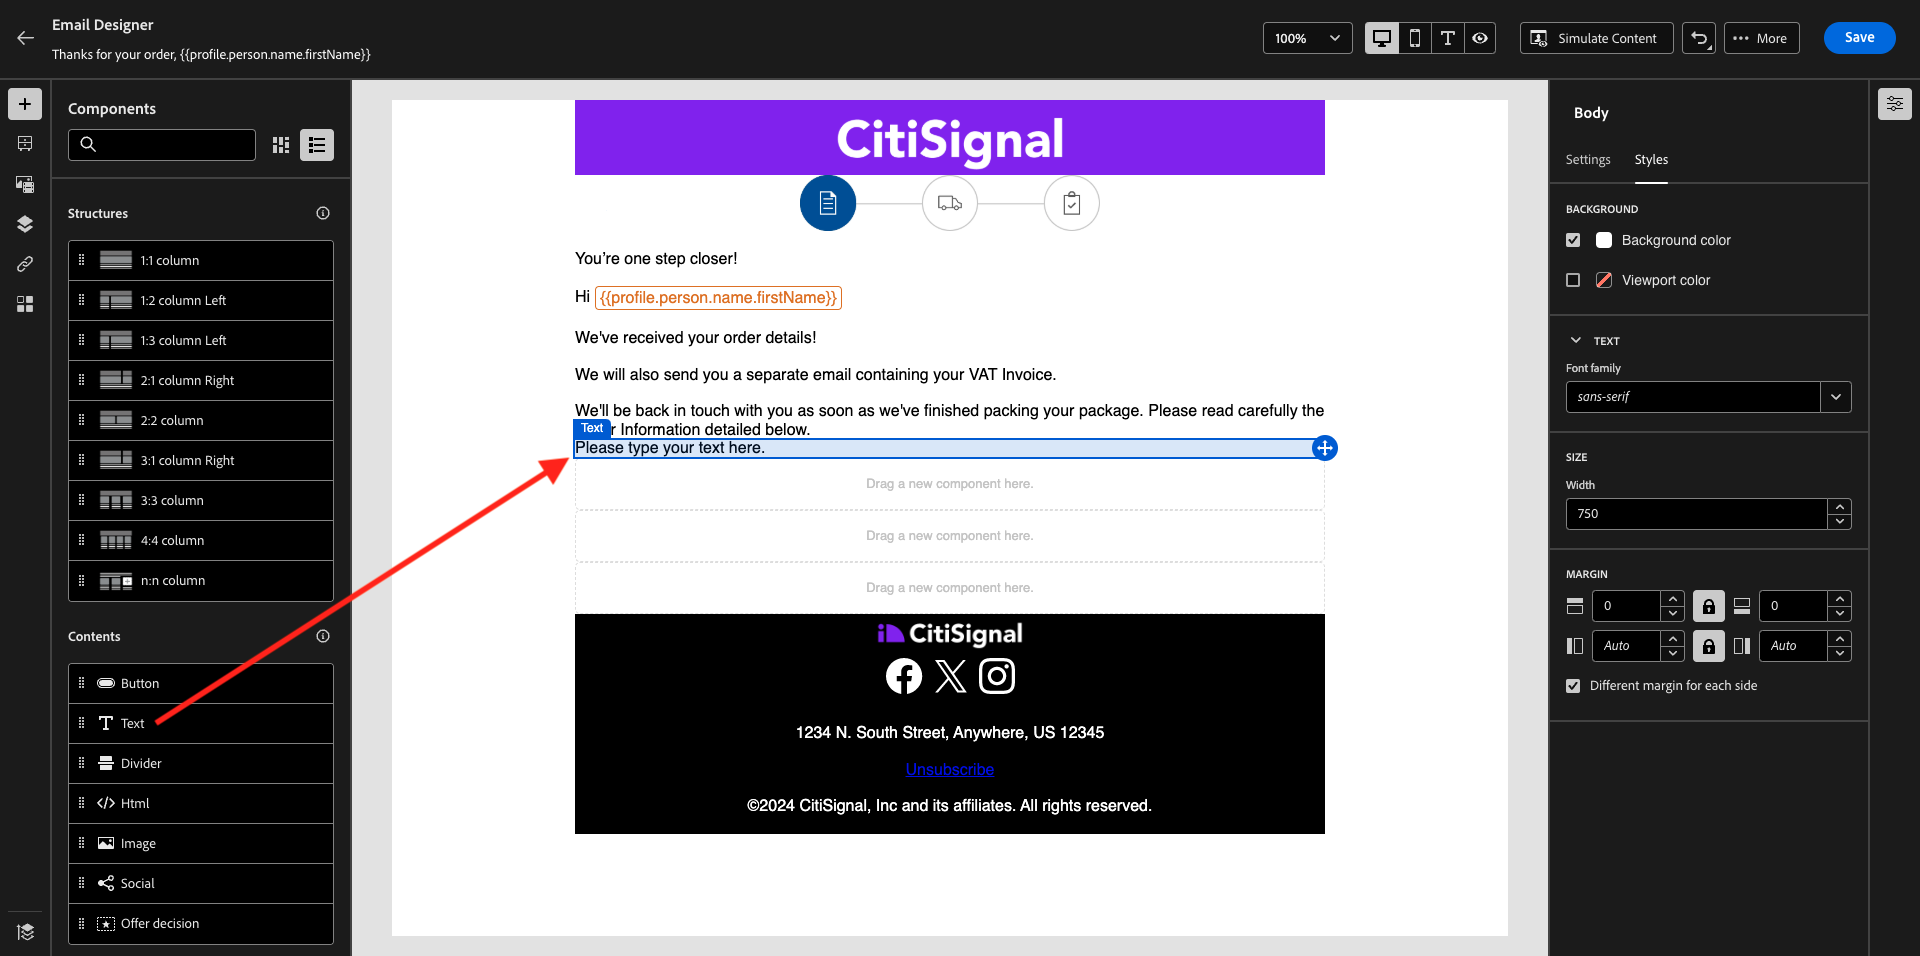 Email Designer
Thanks for your order, {{profile.person.name.firstName}}
100%
Simulate Content
More
Save
Components
Structures
1:1 column
1:2 column Left
1:3 column Left
2:1 column Right
2:2 column
3:1 column Right
3:3 column
4:4 column
n:n column
Contents
Button
Text
Divider
Html
Image
Social
Offer decision
CitiSignal
You're one step closer!
Hi {{profile.person.name.firstName}}
We've received your order details!
We will also send you a separate email containing your VAT Invoice.
We'll be back in touch with you as soon as we've finished packing your package. Please read carefully the
Text
r Information detailed below.
Please type your text here.
Drag a new component here.
Drag a new component here.
Drag a new component here.
CitiSignal
1234 N. South Street, Anywhere, US 12345
Unsubscribe
©2024 CitiSignal, Inc and its affiliates. All rights reserved.
Body
Settings
Styles
BACKGROUND
Background color
Viewport color
TEXT
Font family
sans-serif
SIZE
Width
750
MARGIN
0
0
Auto
Auto
Different margin for each side